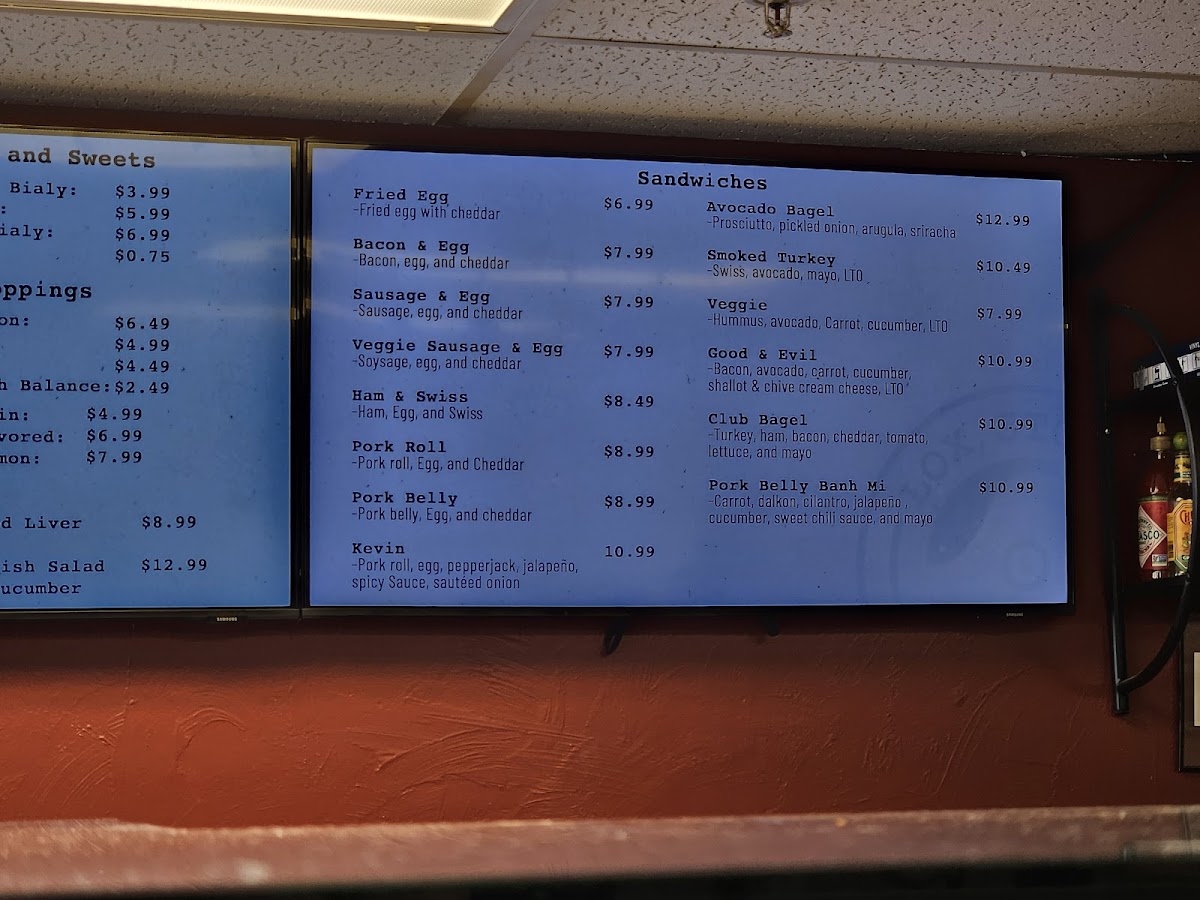 and Sweets
Bialy: $3.99
: $5.99
ialy: $6.99
$0.75
oppings
on: $6.49
$4.99
$4.49
h Balance: $2.49
in: $4.99
vored: $6.99
mon: $7.99
d Liver $8.99
ish Salad $12.99
ucumber
SAMSUNG
Sandwiches
Fried Egg $6.99
-Fried egg with cheddar
Bacon & Egg $7.99
-Bacon, egg, and cheddar
Sausage & Egg $7.99
-Sausage, egg, and cheddar
Veggie Sausage & Egg $7.99
-Soysage, egg, and cheddar
Ham & Swiss $8.49
-Ham, Egg, and Swiss
Pork Roll $8.99
-Pork roll, Egg, and Cheddar
Pork Belly $8.99
-Pork belly, Egg, and cheddar
Kevin 10.99
-Pork roll, egg, pepperjack, jalapeño,
spicy Sauce, sautéed onion
Avocado Bagel $12.99
-Prosciutto, pickled onion, arugula, sriracha
Smoked Turkey $10.49
-Swiss, avocado, mayo, LTO
Veggie $7.99
-Hummus, avocado, Carrot, cucumber, LTO
Good & Evil $10.99
-Bacon, avocado, carrot, cucumber,
shallot & chive cream cheese, LTO
Club Bagel $10.99
-Turkey, ham, bacon, cheddar, tomato,
lettuce, and mayo
Pork Belly Banh Mi $10.99
-Carrot, daikon, cilantro, jalapeño ,
cucumber, sweet chili sauce, and mayo
SAMSUNG